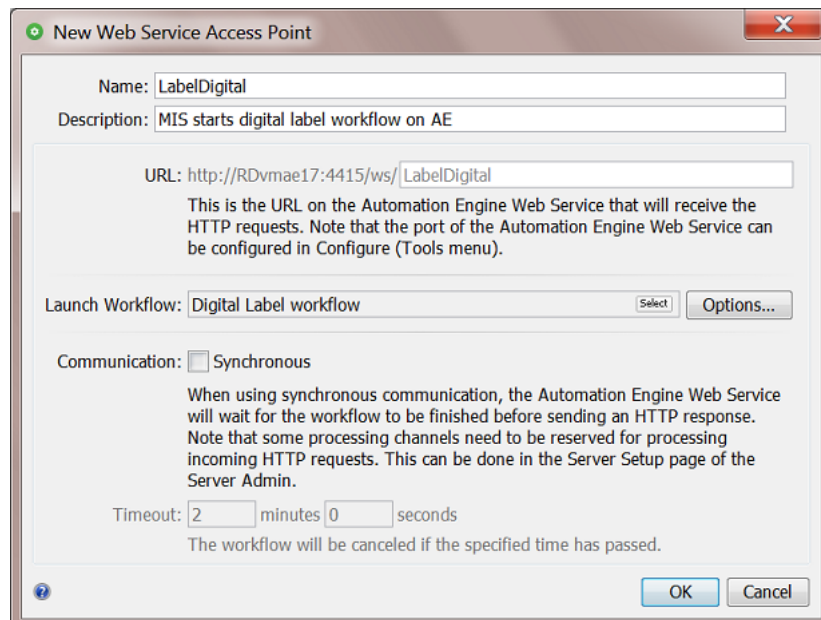 New Web Service Access Point
Name: LabelDigital
Description: MIS starts digital label workflow on AE
URL: http://RDvmae17:4415/ws/ LabelDigital
This is the URL on the Automation Engine Web Service that will receive the
HTTP requests. Note that the port of the Automation Engine Web Service can
be configured in Configure (Tools menu).
Launch Workflow: Digital Label workflow Select Options...
Communication: Synchronous
When using synchronous communication, the Automation Engine Web Service
will wait for the workflow to be finished before sending an HTTP response.
Note that some processing channels need to be reserved for processing
incoming HTTP requests. This can be done in the Server Setup page of the
Server Admin.
Timeout: 2 minutes 0 seconds
The workflow will be canceled if the specified time has passed.
? OK Cancel